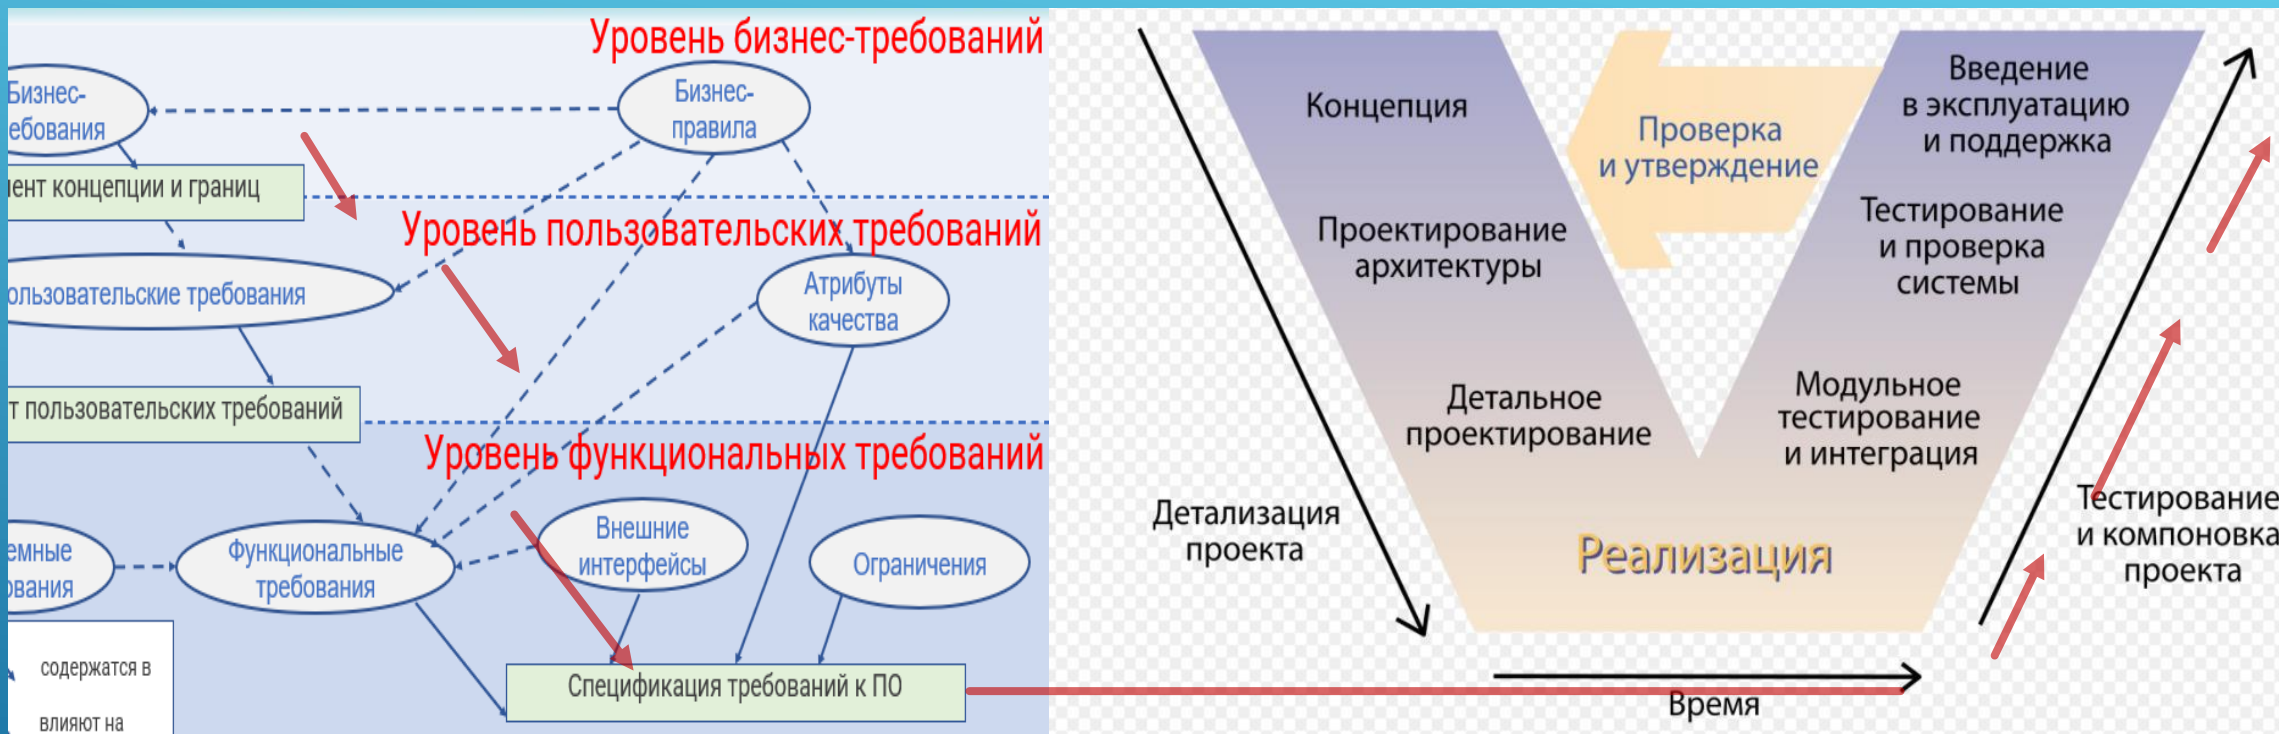 Уровень бизнес-требований
Бизнес-
ебования
Бизнес-
правила
ент концепции и границ
Уровень пользовательских требований
ользовательские требования
Атрибуты
качества
т пользовательских требований
Уровень функциональных требований
емные
ования
Функциональные
требования
Внешние
интерфейсы
Ограничения
содержатся в
влияют на
Спецификация требований к ПО
Концепция
Проектирование
архитектуры
Детальное
проектирование
Проверка
и утверждение
Введение
в эксплуатацию
и поддержка
Тестирование
и проверка
системы
Модульное
тестирование
и интеграция
Детализация
проекта
Реализация
Тестирование
и компоновка
проекта
Время